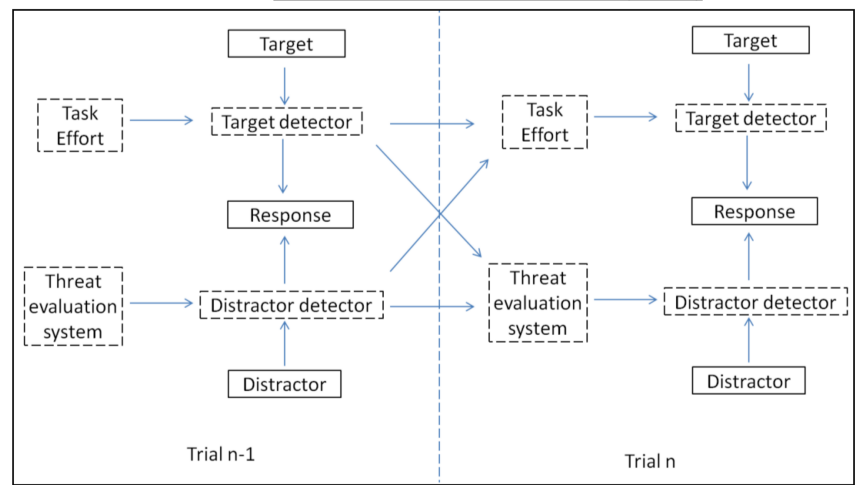 Target
Task
Effort
Target detector
Response
Threat
evaluation
system
Distractor detector
Distractor
Trial n-1
Target
Task
Effort
Target detector
Response
Threat
evaluation
system
Distractor detector
Distractor
Trial n